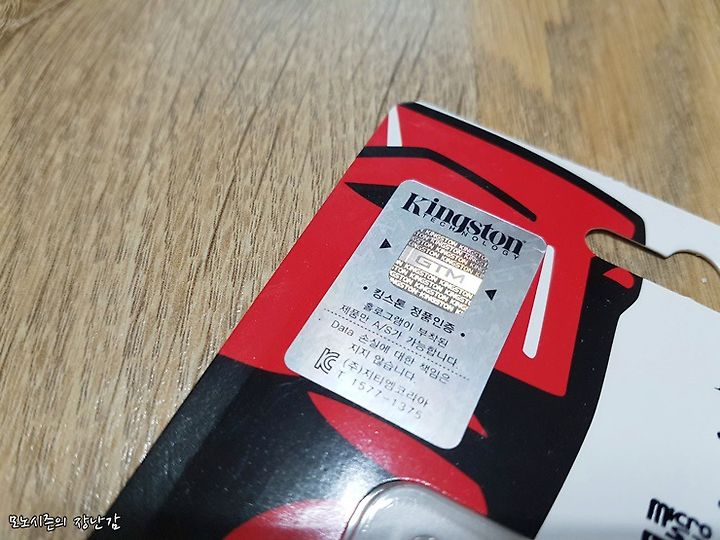 Kingston
TECHNOLOGY
GTM
• 킹스톤 정품인증 •
홀로그램이 부착된
제품만 A/S가 가능합니다
Data 손실에 대한 책임은
지지 않습니다.
(주)지티엠코리아
T 1577-1375
micro
모노시즌의 장난감